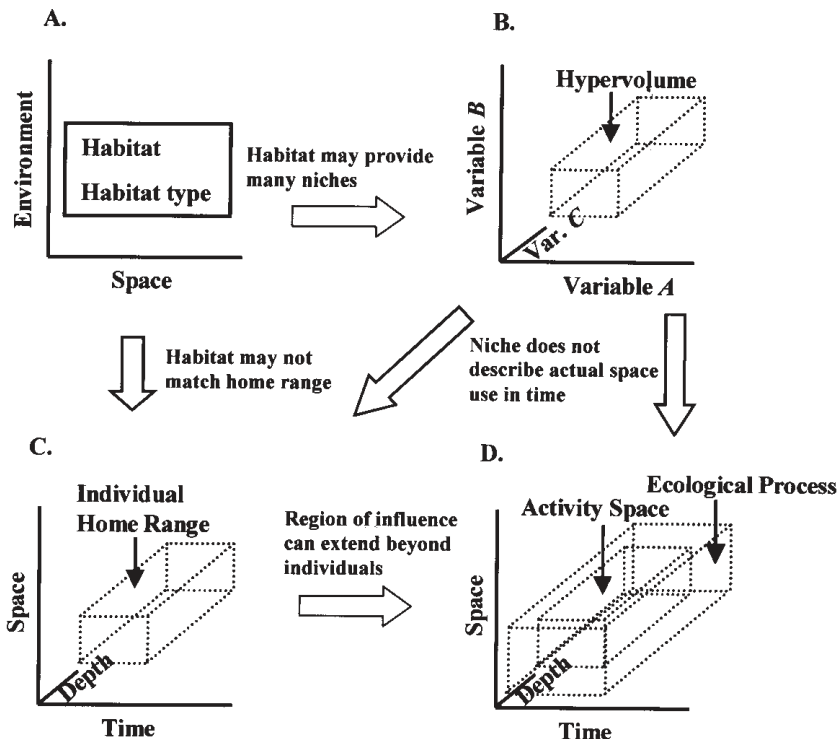 A.
Environment
Habitat
Habitat type
Space
Habitat may provide
many niches
B.
Hypervolume
Variable B
Var. C
Variable A
Habitat may not
match home range
Niche does not
describe actual space
use in time
C.
Individual
Home Range
Space
Depth
Time
Region of influence
can extend beyond
individuals
D.
Ecological Process
Activity Space
Space
Depth
Time